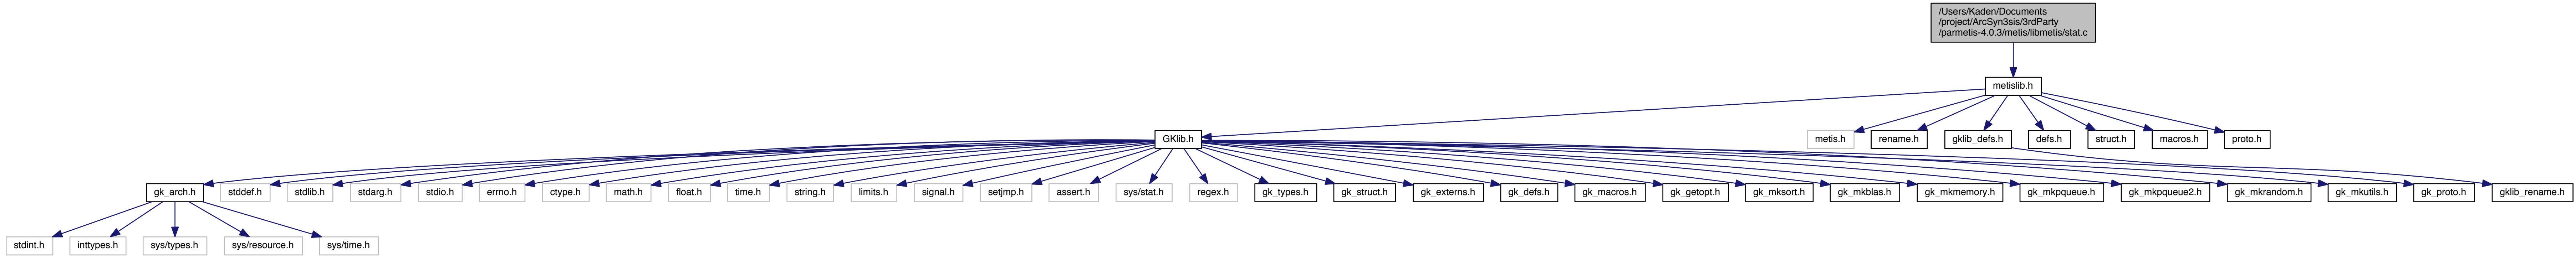 /Users/Kaden/Documents
/project/ArcSyn3sis/3rdParty
/parmetis-4.0.3/metis/libmetis/stat.c
metislib.h
GKlib.h
metis.h
rename.h
gklib_defs.h
defs.h
struct.h
macros.h
proto.h
gk_arch.h
stddef.h
stdlib.h
stdarg.h
stdio.h
errno.h
ctype.h
math.h
float.h
time.h
string.h
limits.h
signal.h
setjmp.h
assert.h
sys/stat.h
regex.h
gk_types.h
gk_struct.h
gk_externs.h
gk_defs.h
gk_macros.h
gk_getopt.h
gk_mksort.h
gk_mkblas.h
gk_mkmemory.h
gk_mkpqueue.h
gk_mkpqueue2.h
gk_mkrandom.h
gk_mkutils.h
gk_proto.h
gklib_rename.h
stdint.h
inttypes.h
sys/types.h
sys/resource.h
sys/time.h